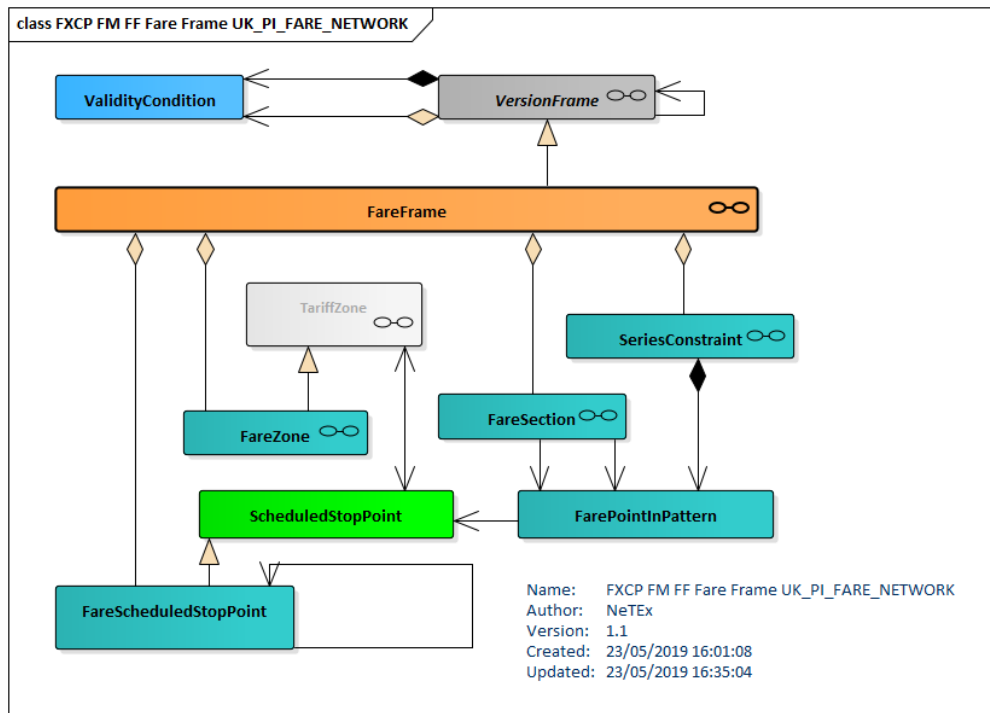 class FXCP FM FF Fare Frame UK_PI_FARE_NETWORK
ValidityCondition
VersionFrame
FareFrame
TariffZone
SeriesConstraint
FareZone
FareSection
ScheduledStopPoint
FarePointInPattern
FareScheduledStopPoint
Name: FXCP FM FF Fare Frame UK_PI_FARE_NETWORK
Author: NeTEx
Version: 1.1
Created: 23/05/2019 16:01:08
Updated: 23/05/2019 16:35:04